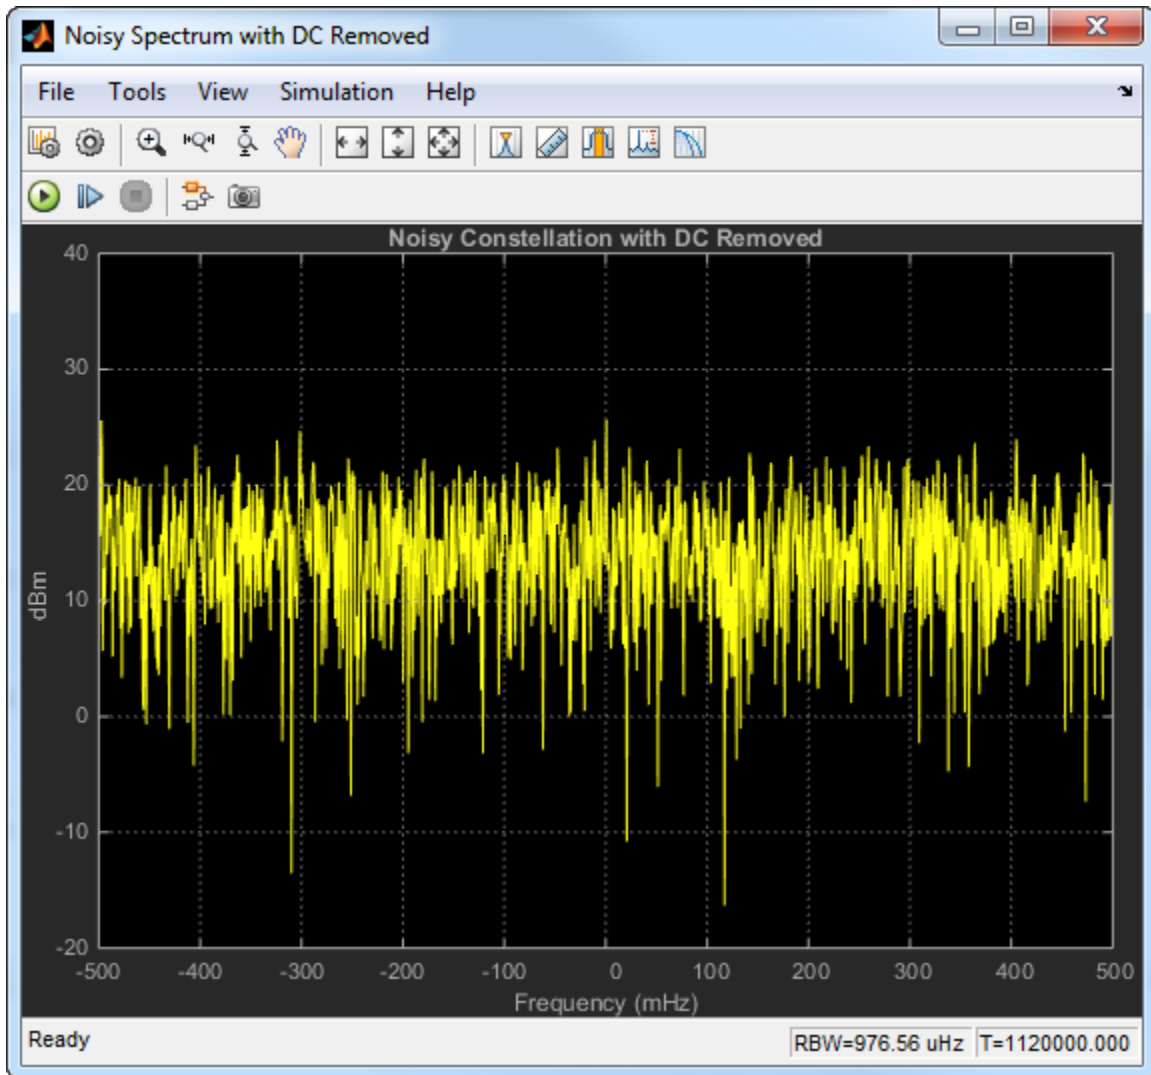 Noisy Spectrum with DC Removed
File Tools View Simulation Help
Noisy Constellation with DC Removed
40
30
20
10
0
-10
-20
dBm
-500 -400 -300 -200 -100 0 100 200 300 400 500
Frequency (mHz)
Ready RBW=976.56 uHz T=1120000.000